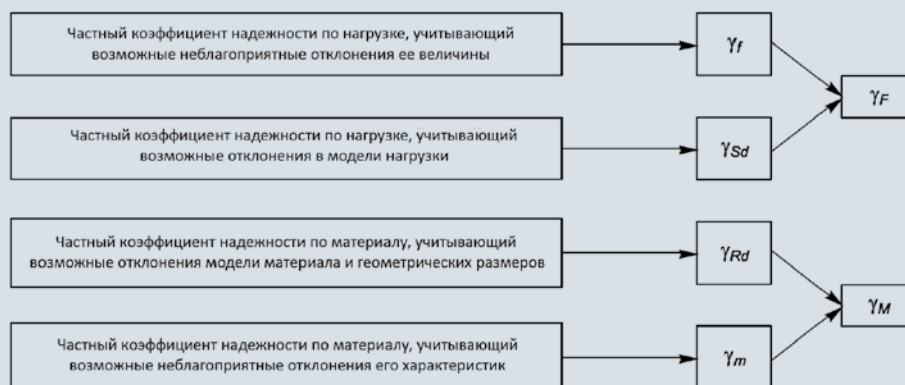 Частный коэффициент надежности по нагрузке, учитывающий
возможные неблагоприятные отклонения ее величины
γf
γF
Частный коэффициент надежности по нагрузке, учитывающий
возможные отклонения в модели нагрузки
γSd
Частный коэффициент надежности по материалу, учитывающий
возможные отклонения модели материала и геометрических размеров
γRd
γM
Частный коэффициент надежности по материалу, учитывающий
возможные неблагоприятные отклонения его характеристик
γm